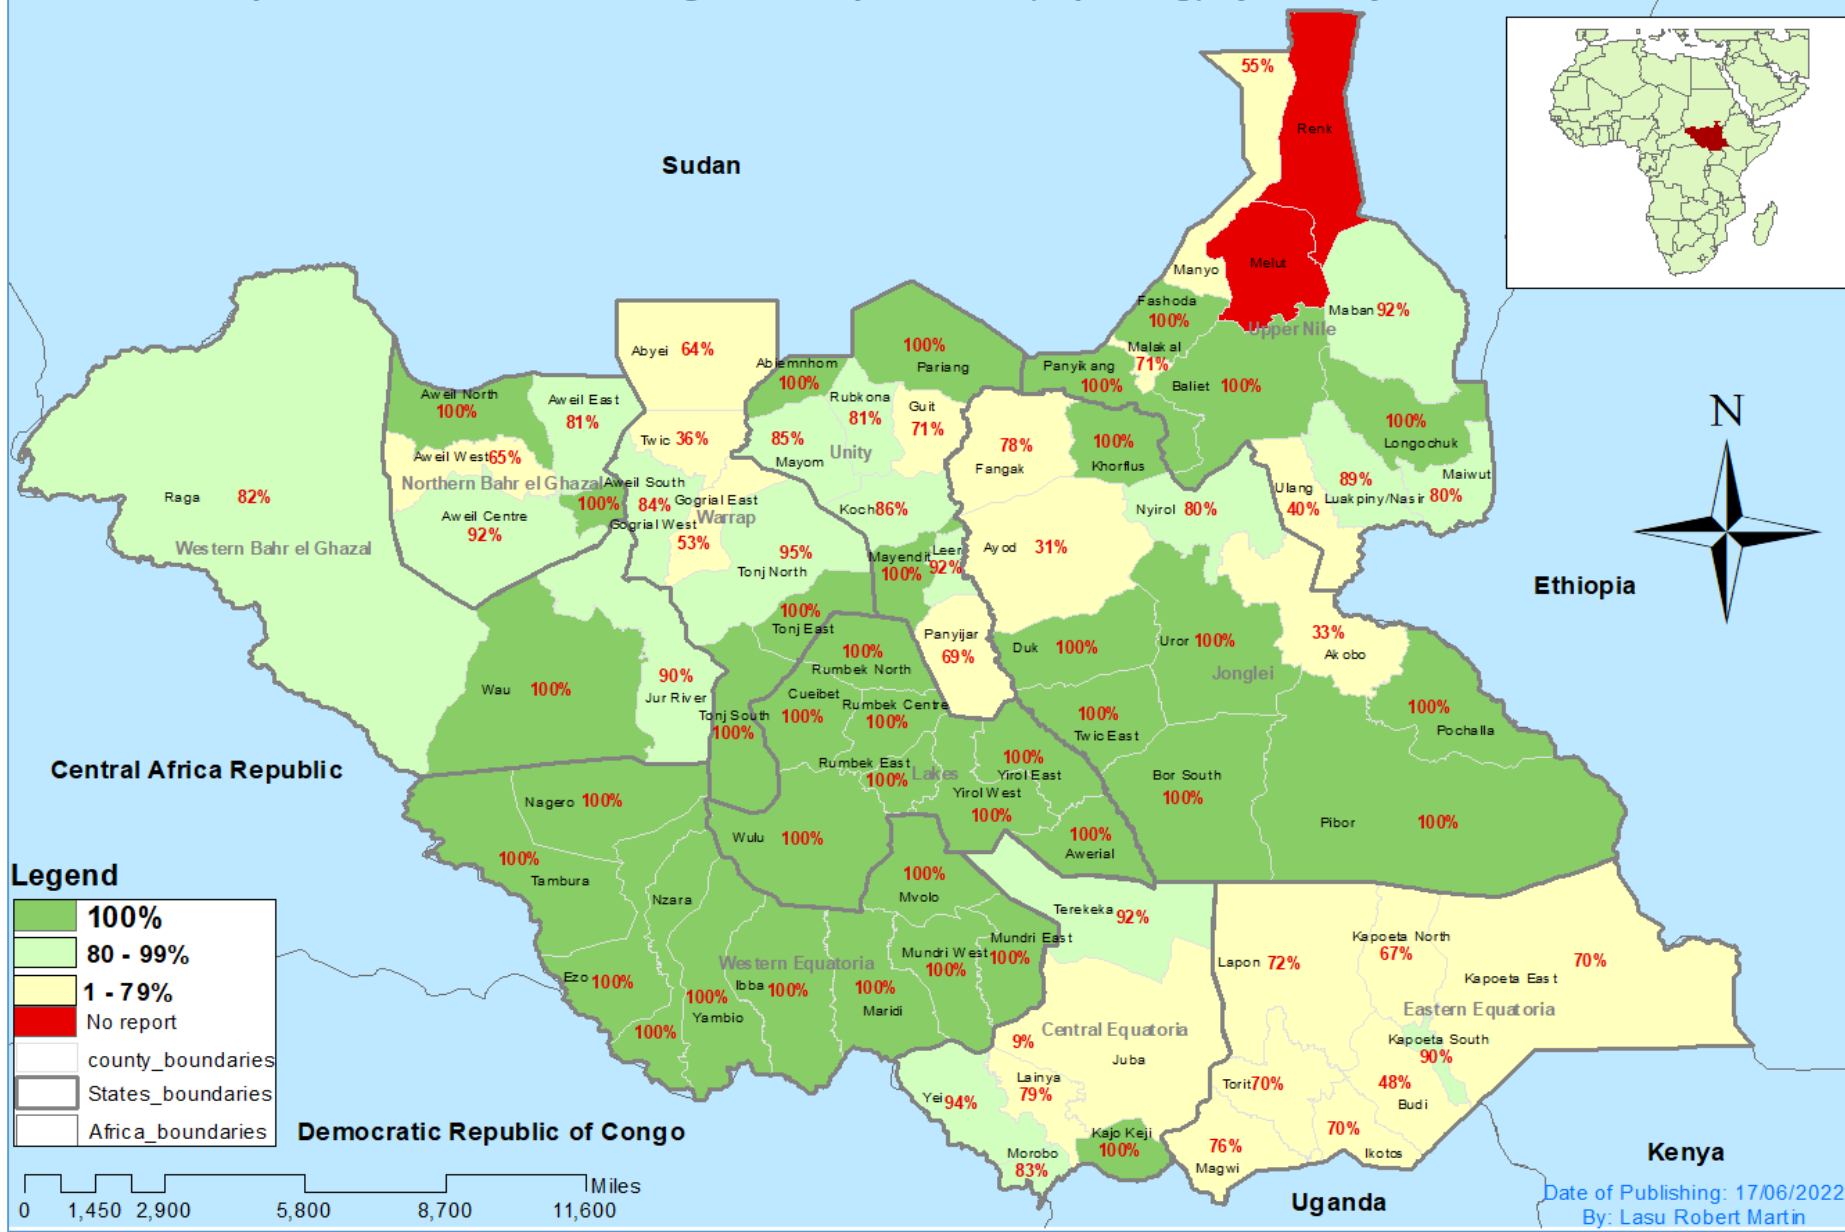 Sudan
55%
Renk
Manyo
Melut
Fashoda
100%
Upper Nile
Maban 92%
Malakal
71%
Panyikang
100%
Baliet 100%
100%
Longochuk
Maiwut
80%
89%
Luakpiny/Nasir
Ulang
40%
Abyei 64%
Abiemnhom
100%
100%
Pariang
Rubkona
81%
Guit
71%
85%
Mayom
Unity
Twic 36%
Aweil North
100%
Aweil East
81%
Aweil West 65%
Northern Bahr el Ghazal
Aweil South
100%
84%
Gogrial East
Gogrial West
Warrap
53%
Aweil Centre
92%
Raga 82%
Western Bahr el Ghazal
78%
Fangak
100%
Khorflus
Nyirol 80%
Koch 86%
Ayod 31%
95%
Tonj North
Mayendit
100%
Leer
92%
Ethiopia
100%
Tonj East
Panyijar
69%
100%
Rumbek North
Duk 100%
Uror 100%
33%
Akobo
Jonglei
Wau 100%
90%
Jur River
Tonj South
100%
Cueibet
100%
Rumbek Centre
100%
100%
Twic East
100%
Pochalla
Rumbek East
100%
Lakes
100%
Yirol East
Yirol West
100%
Bor South
100%
Pibor 100%
Central Africa Republic
Nagero 100%
Wulu 100%
100%
Awerial
100%
Tambura
100%
Mvolo
Nzara
Terekeka 92%
Mundri East
100%
Mundri West
100%
Western Equatoria
Ezo 100%
100%
Yambio
Ibba 100%
100%
Maridi
100%
Lapon 72%
Kapoeta North
67%
70%
Kapoeta East
Eastern Equatoria
Kapoeta South
90%
9%
Central Equatoria
Juba
Lainya
79%
Yei 94%
Torit 70%
48%
Budi
Kajo Keji
100%
Morobo
83%
76%
Magwi
70%
Ikotos
Democratic Republic of Congo
Uganda
Kenya
N
Legend
100%
80 - 99%
1 - 79%
No report
county_boundaries
States_boundaries
Africa_boundaries
Miles
0 1,450 2,900 5,800 8,700 11,600
Date of Publishing: 17/06/2022
By: Lasu Robert Martin